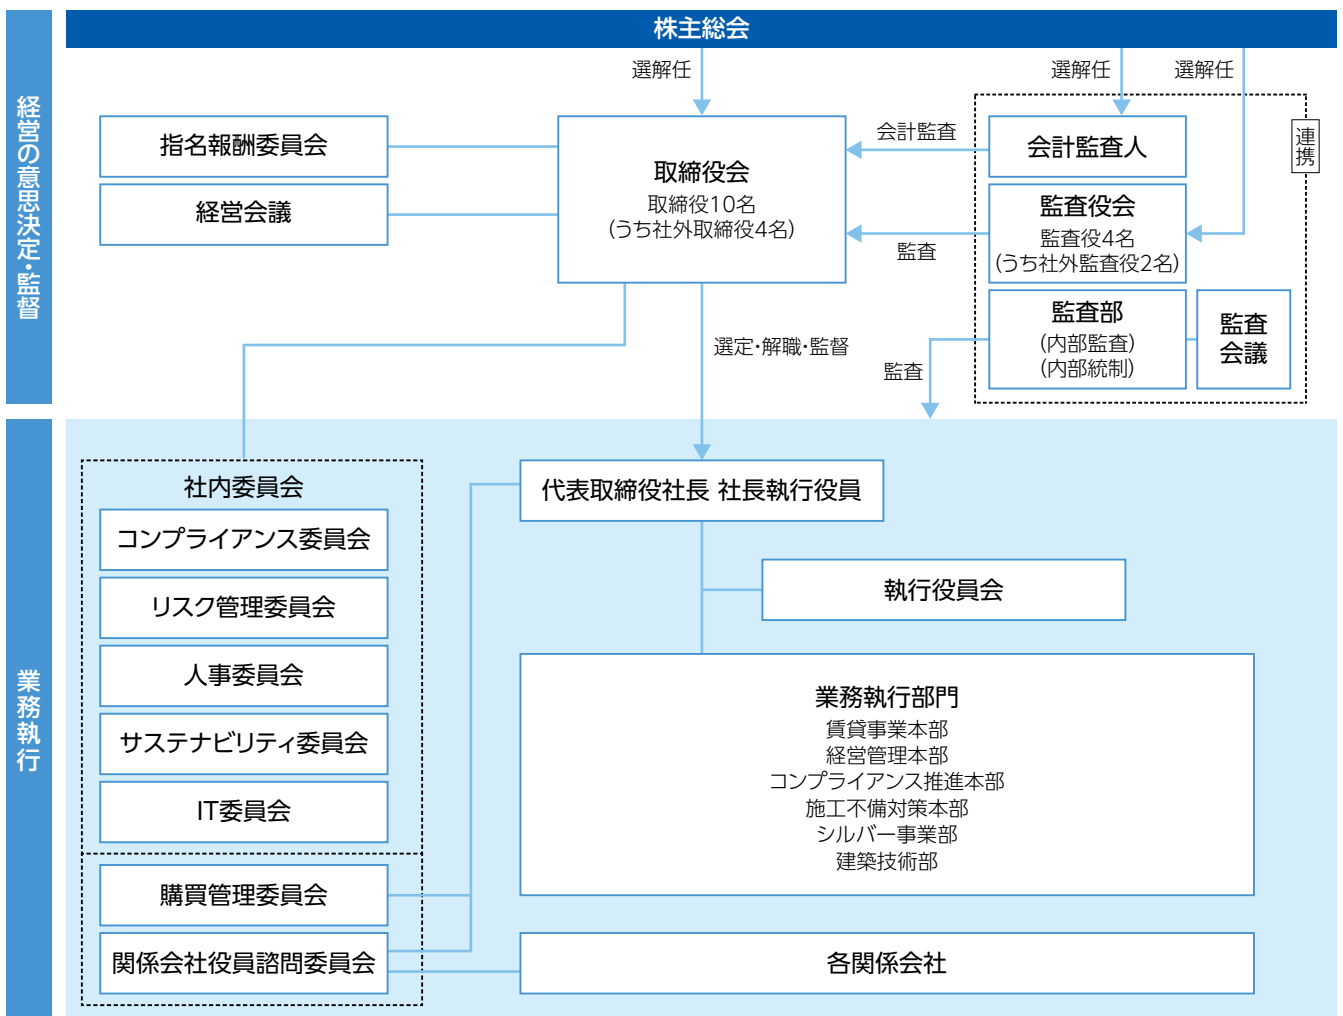 株主総会
経営の意思決定・監督
選解任
選解任
選解任
指名報酬委員会
経営会議
取締役会
取締役10名
(うち社外取締役4名)
会計監査
監査
連携
会計監査人
監査役会
監査役4名
(うち社外監査役2名)
監査部
(内部監査)
(内部統制)
監査
会議
選定・解職・監督
監査
業務執行
社内委員会
コンプライアンス委員会
リスク管理委員会
人事委員会
サステナビリティ委員会
IT委員会
購買管理委員会
関係会社役員諮問委員会
代表取締役社長 社長執行役員
執行役員会
業務執行部門
賃貸事業本部
経営管理本部
コンプライアンス推進本部
施工不備対策本部
シルバー事業部
建築技術部
各関係会社